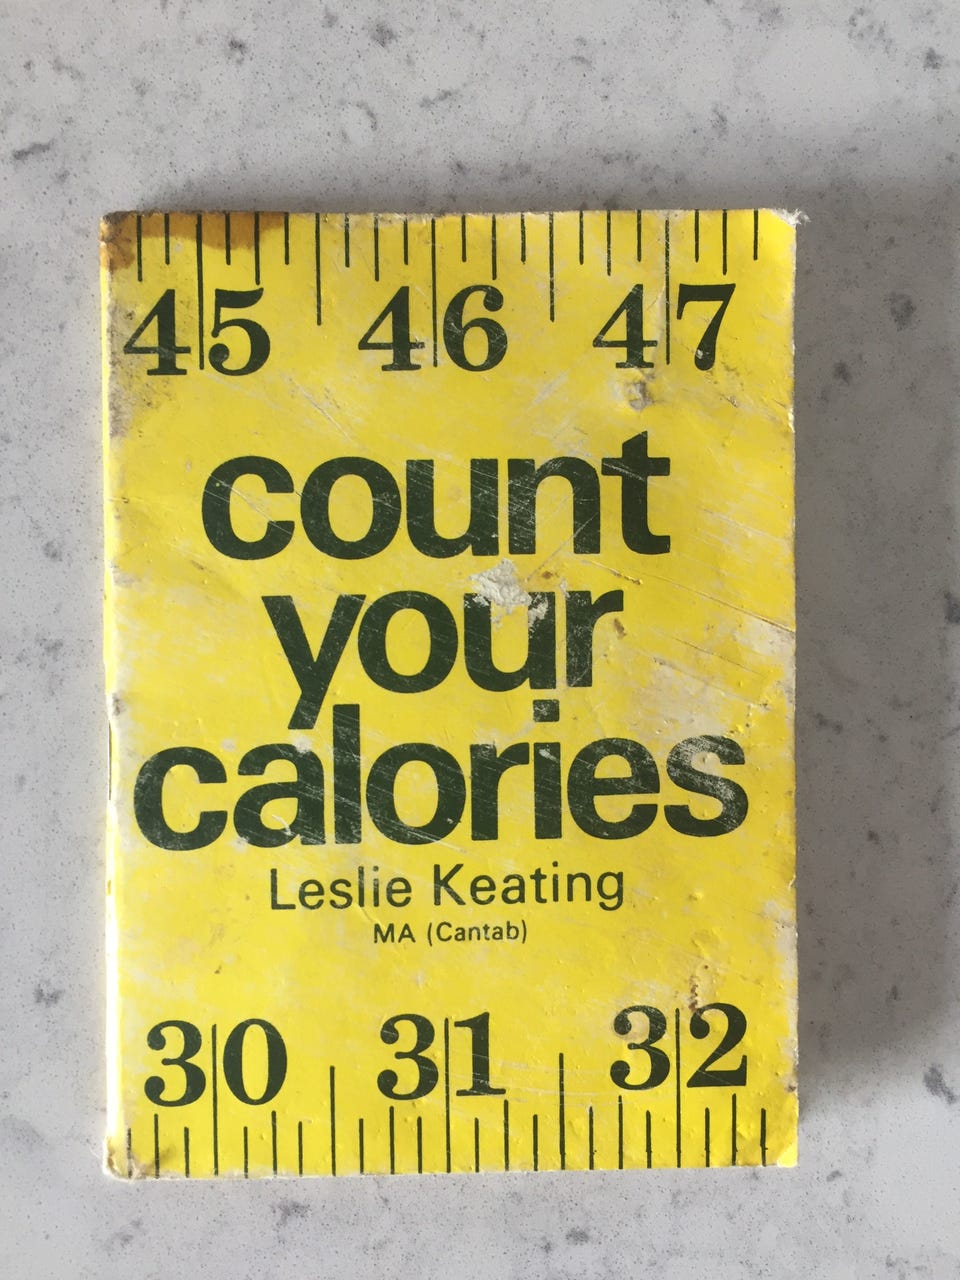 45 46 47
count
your
calories
Leslie Keating
MA (Cantab)
30 31 32